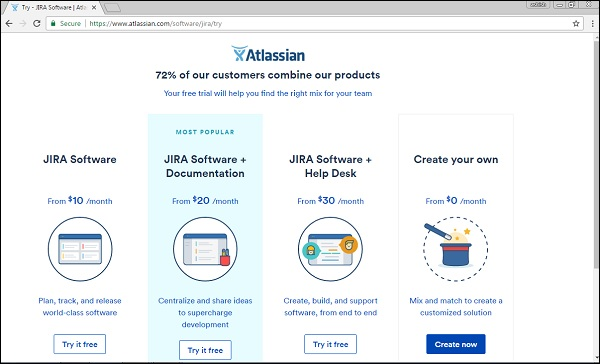 Try - JIRA Software | Atl
Secure https://www.atlassian.com/software/jira/try
Atlassian
72% of our customers combine our products
Your free trial will help you find the right mix for your team
MOST POPULAR
JIRA Software
From $10 /month
Plan, track, and release
world-class software
Try it free
JIRA Software +
Documentation
From $20 /month
Centralize and share ideas
to supercharge
development
Try it free
JIRA Software +
Help Desk
From $30 /month
Create, build, and support
software, from end to end
Try it free
Create your own
From $0 /month
Mix and match to create a
customized solution
Create now